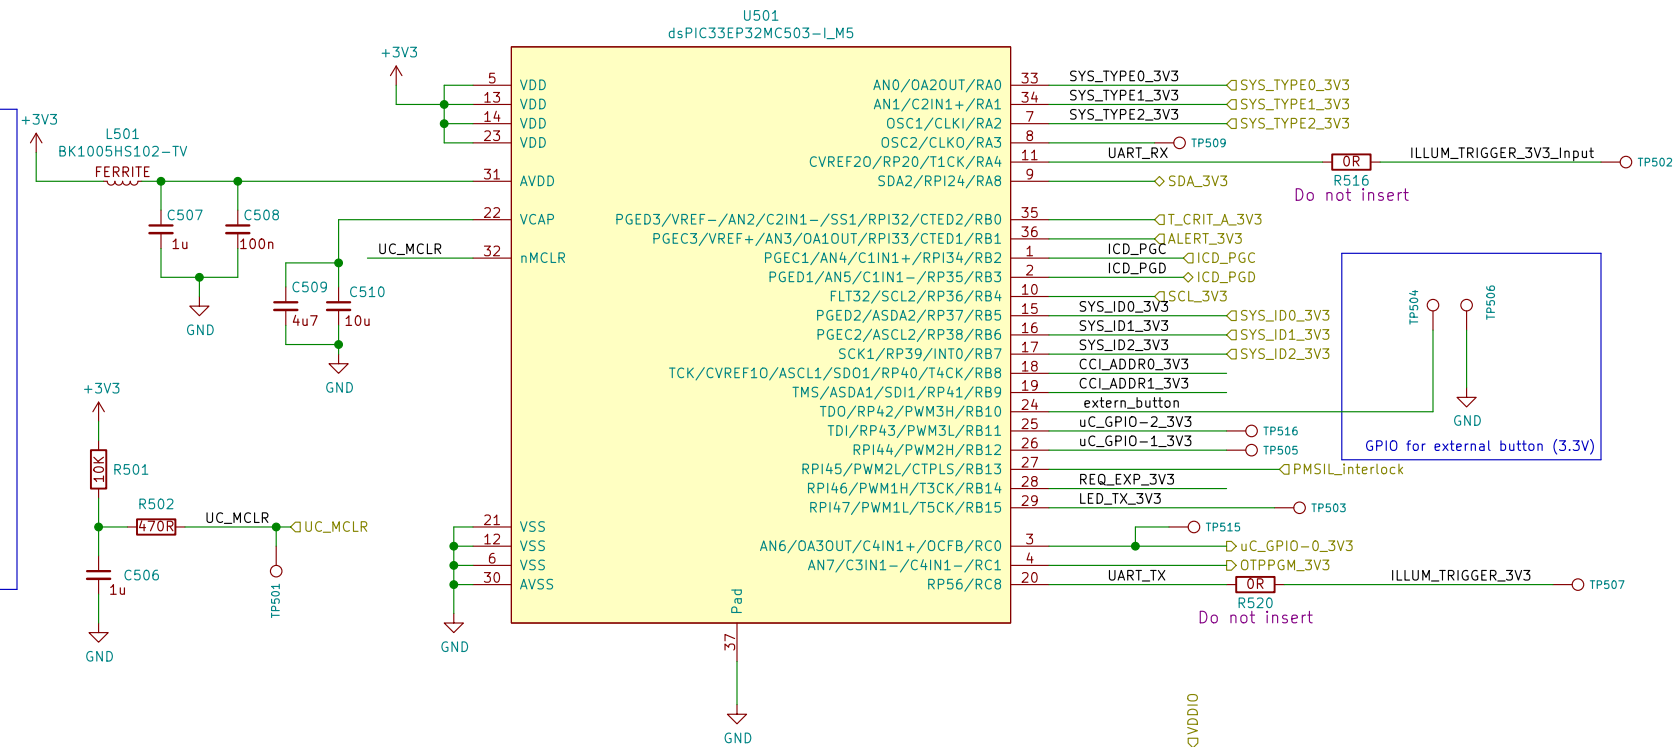 U501
dsPIC33EP32MC503-I_M5
+3V3
5 VDD
13 VDD
14 VDD
23 VDD
31 AVDD
22 VCAP
32 nMCLR
UC_MCLR
21 VSS
12 VSS
6 VSS
30 AVSS
GND
Pad
37
GND
+3V3
L501
BK1005HS102-TV
FERRITE
C507
1u
C508
100n
GND
C509
4u7
C510
10u
GND
+3V3
10K
R501
R502
470R
UC_MCLR
UC_MCLR
TP501
C506
1u
GND
AN0/OA2OUT/RA0 33 SYS_TYPE0_3V3 SYS_TYPE0_3V3
AN1/C2IN1+/RA1 34 SYS_TYPE1_3V3 SYS_TYPE1_3V3
OSC1/CLKI/RA2 7 SYS_TYPE2_3V3 SYS_TYPE2_3V3
OSC2/CLKO/RA3 8 TP509
CVREF2O/RP20/T1CK/RA4 11 UART_RX 0R ILLUM_TRIGGER_3V3_Input TP502
R516
Do not insert
SDA2/RPI24/RA8 9 SDA_3V3
PGED3/VREF-/AN2/C2IN1-/SS1/RPI32/CTED2/RB0 35 T_CRIT_A_3V3
PGEC3/VREF+/AN3/OA1OUT/RPI33/CTED1/RB1 36 ALERT_3V3
PGEC1/AN4/C1IN1+/RPI34/RB2 1 ICD_PGC ICD_PGC
PGED1/AN5/C1IN1-/RP35/RB3 2 ICD_PGD ICD_PGD
FLT32/SCL2/RP36/RB4 10 SCL_3V3
PGED2/ASDA2/RP37/RB5 15 SYS_ID0_3V3 SYS_ID0_3V3
PGEC2/ASCL2/RP38/RB6 16 SYS_ID1_3V3 SYS_ID1_3V3
SCK1/RP39/INT0/RB7 17 SYS_ID2_3V3 SYS_ID2_3V3
TCK/CVREF1O/ASCL1/SDO1/RP40/T4CK/RB8 18 CCI_ADDR0_3V3
TMS/ASDA1/SDI1/RP41/RB9 19 CCI_ADDR1_3V3
TDO/RP42/PWM3H/RB10 24 extern_button
TDI/RP43/PWM3L/RB11 25 uC_GPIO-2_3V3 TP516
RPI44/PWM2H/RB12 26 uC_GPIO-1_3V3 TP505
RPI45/PWM2L/CTPLS/RB13 27 PMSIL_interlock
RPI46/PWM1H/T3CK/RB14 28 REQ_EXP_3V3
RPI47/PWM1L/T5CK/RB15 29 LED_TX_3V3 TP503
TP515
AN6/OA3OUT/C4IN1+/OCFB/RC0 3 uC_GPIO-0_3V3
AN7/C3IN1-/C4IN1-/RC1 4 OTPPGM_3V3
RP56/RC8 20 UART_TX 0R ILLUM_TRIGGER_3V3 TP507
R520
Do not insert
TP504
TP506
GND
GPIO for external button (3.3V)
VDDIO